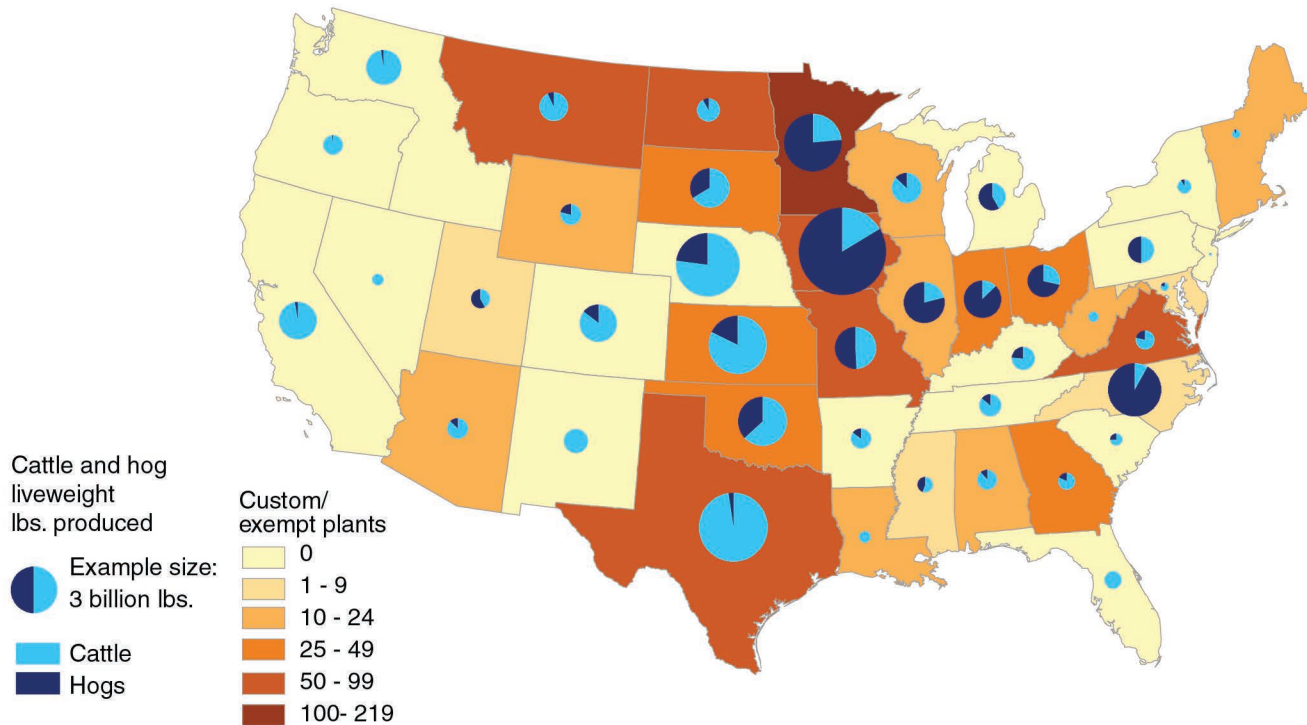 Cattle and hog
liveweight
lbs. produced
Example size:
3 billion lbs.
Cattle
Hogs
Custom/
exempt plants
0
1 - 9
10 - 24
25 - 49
50 - 99
100- 219